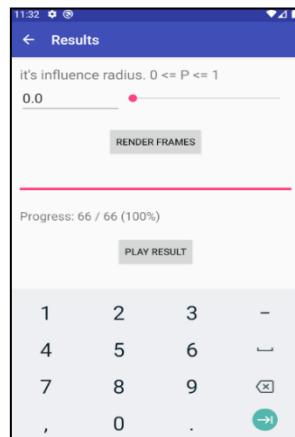 11:32
Results
it's influence radius. 0 <= P <= 1
0.0
RENDER FRAMES
Progress: 66 / 66 (100%)
PLAY RESULT
1 2 3 -
4 5 6
7 8 9
, 0 .